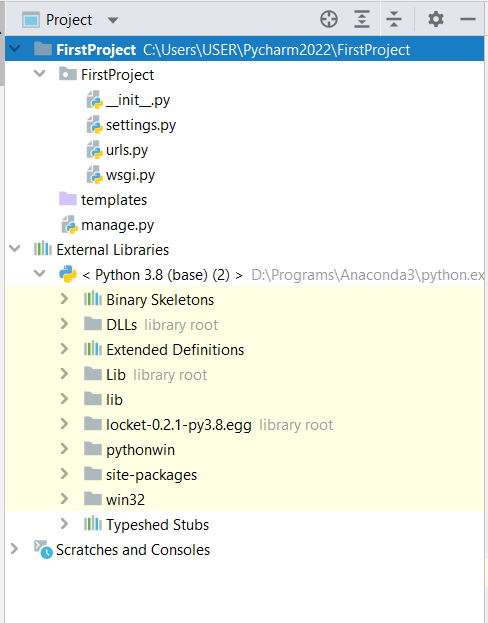 Project
FirstProject C:\Users\USER\Pycharm2022\FirstProject
FirstProject
__init__.py
settings.py
urls.py
wsgi.py
templates
manage.py
External Libraries
< Python 3.8 (base) (2) > D:\Programs\Anaconda3\python.ex
Binary Skeletons
DLLs library root
Extended Definitions
Lib library root
lib
locket-0.2.1-py3.8.egg library root
pythonwin
site-packages
win32
Typeshed Stubs
Scratches and Consoles